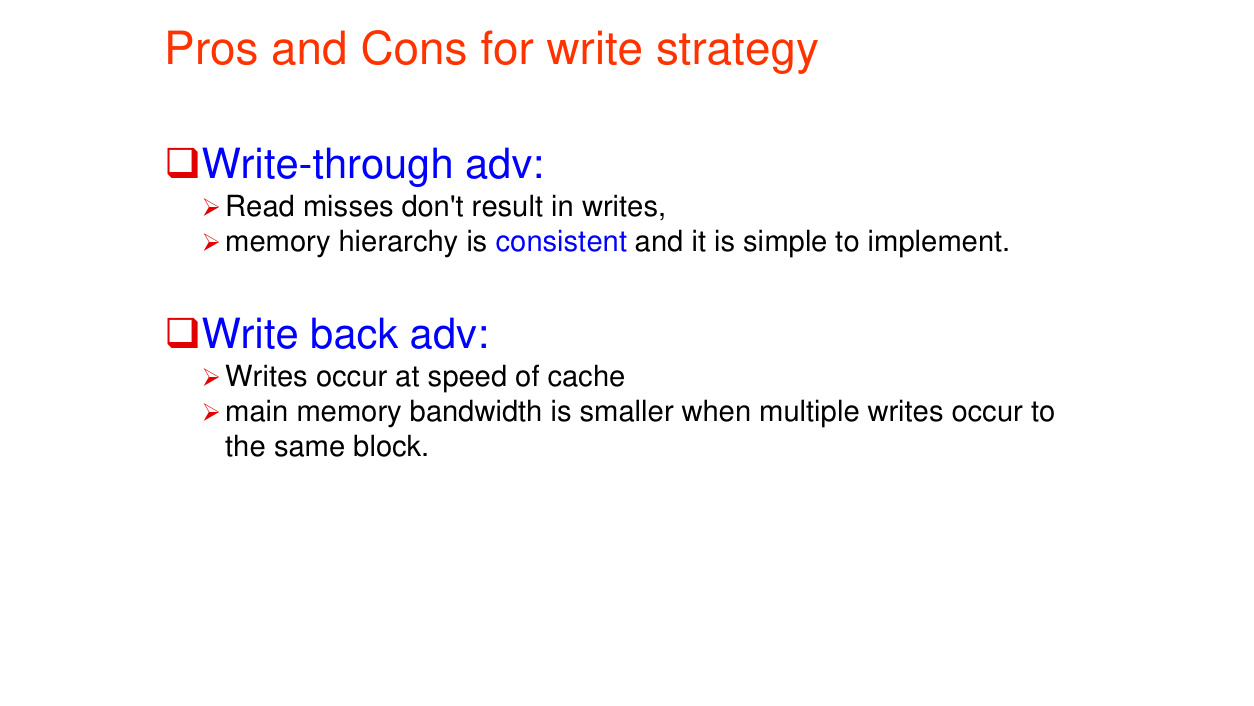 Pros and Cons for write strategy
❑Write-through adv:
➢Read misses don't result in writes,
➢memory hierarchy is consistent and it is simple to implement.
❑Write back adv:
➢Writes occur at speed of cache
➢main memory bandwidth is smaller when multiple writes occur to
the same block.